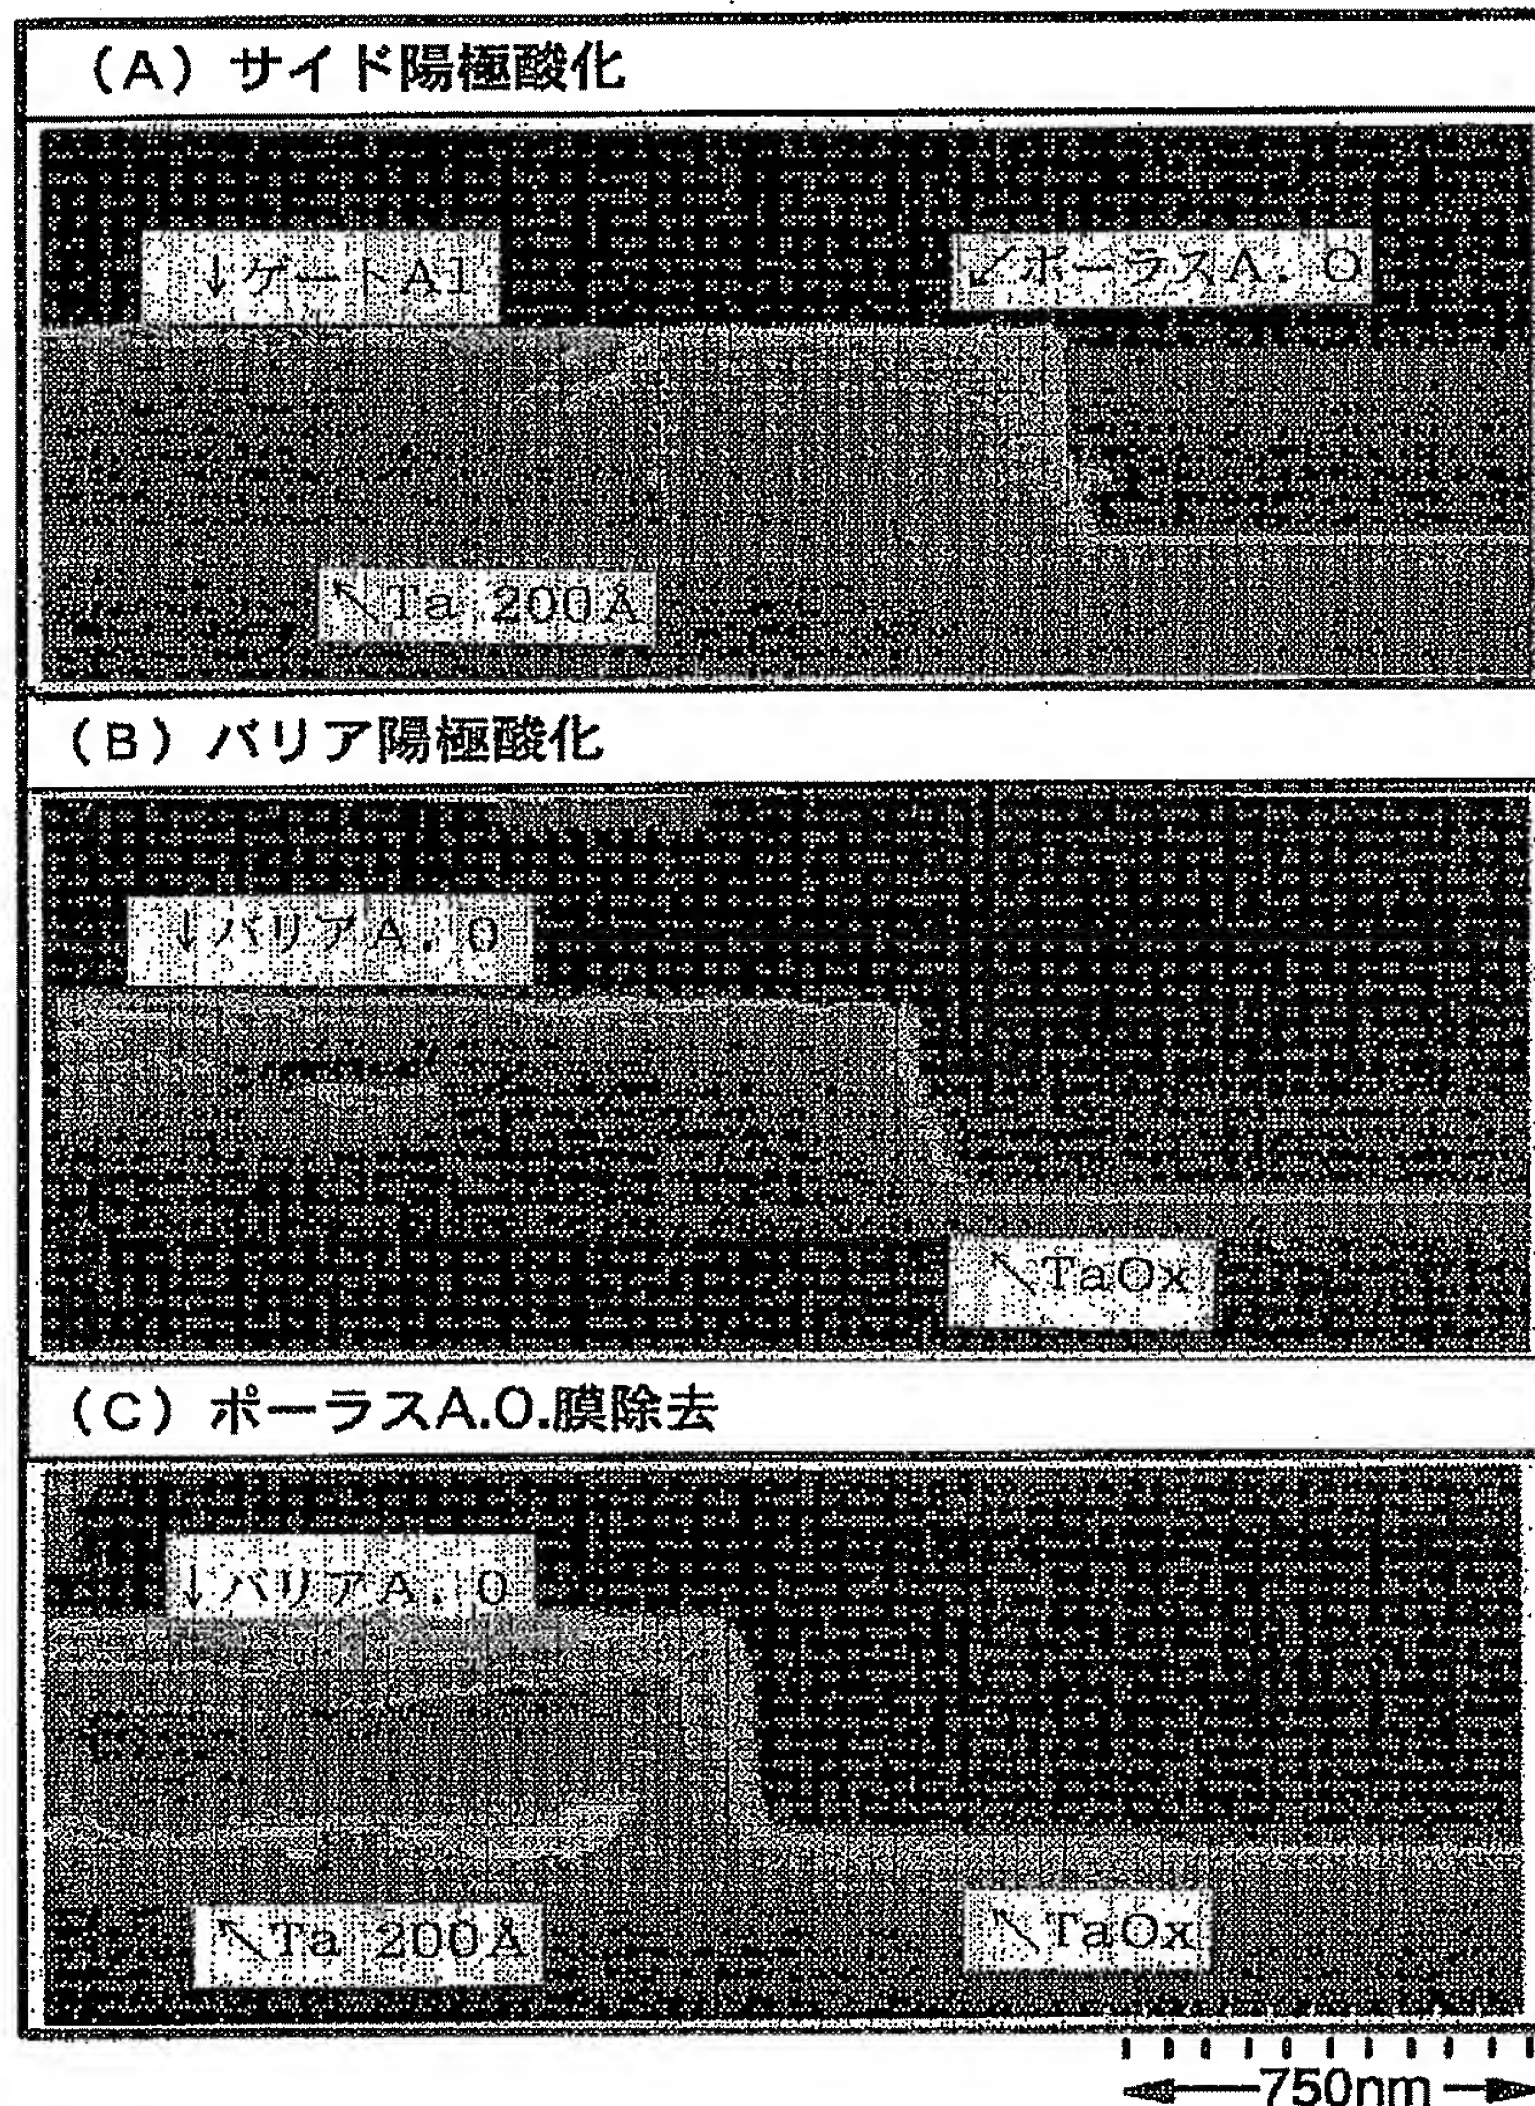 (A) サイド陽極酸化
↓ゲートAl
↙ポーラスA.O
↖Ta 200Å
(B) バリア陽極酸化
↓バリアA.O
↖TaOx
(C) ポーラスA.O.膜除去
↓バリアA.O
↖Ta 200Å
↖TaOx
750nm